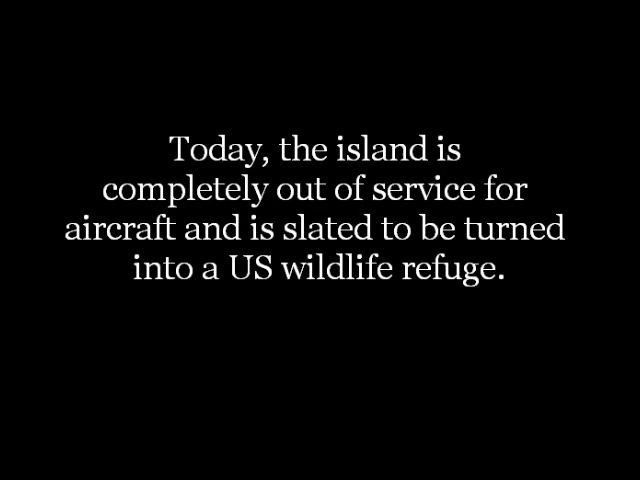 Today, the island is
completely out of service for
aircraft and is slated to be turned
into a US wildlife refuge.